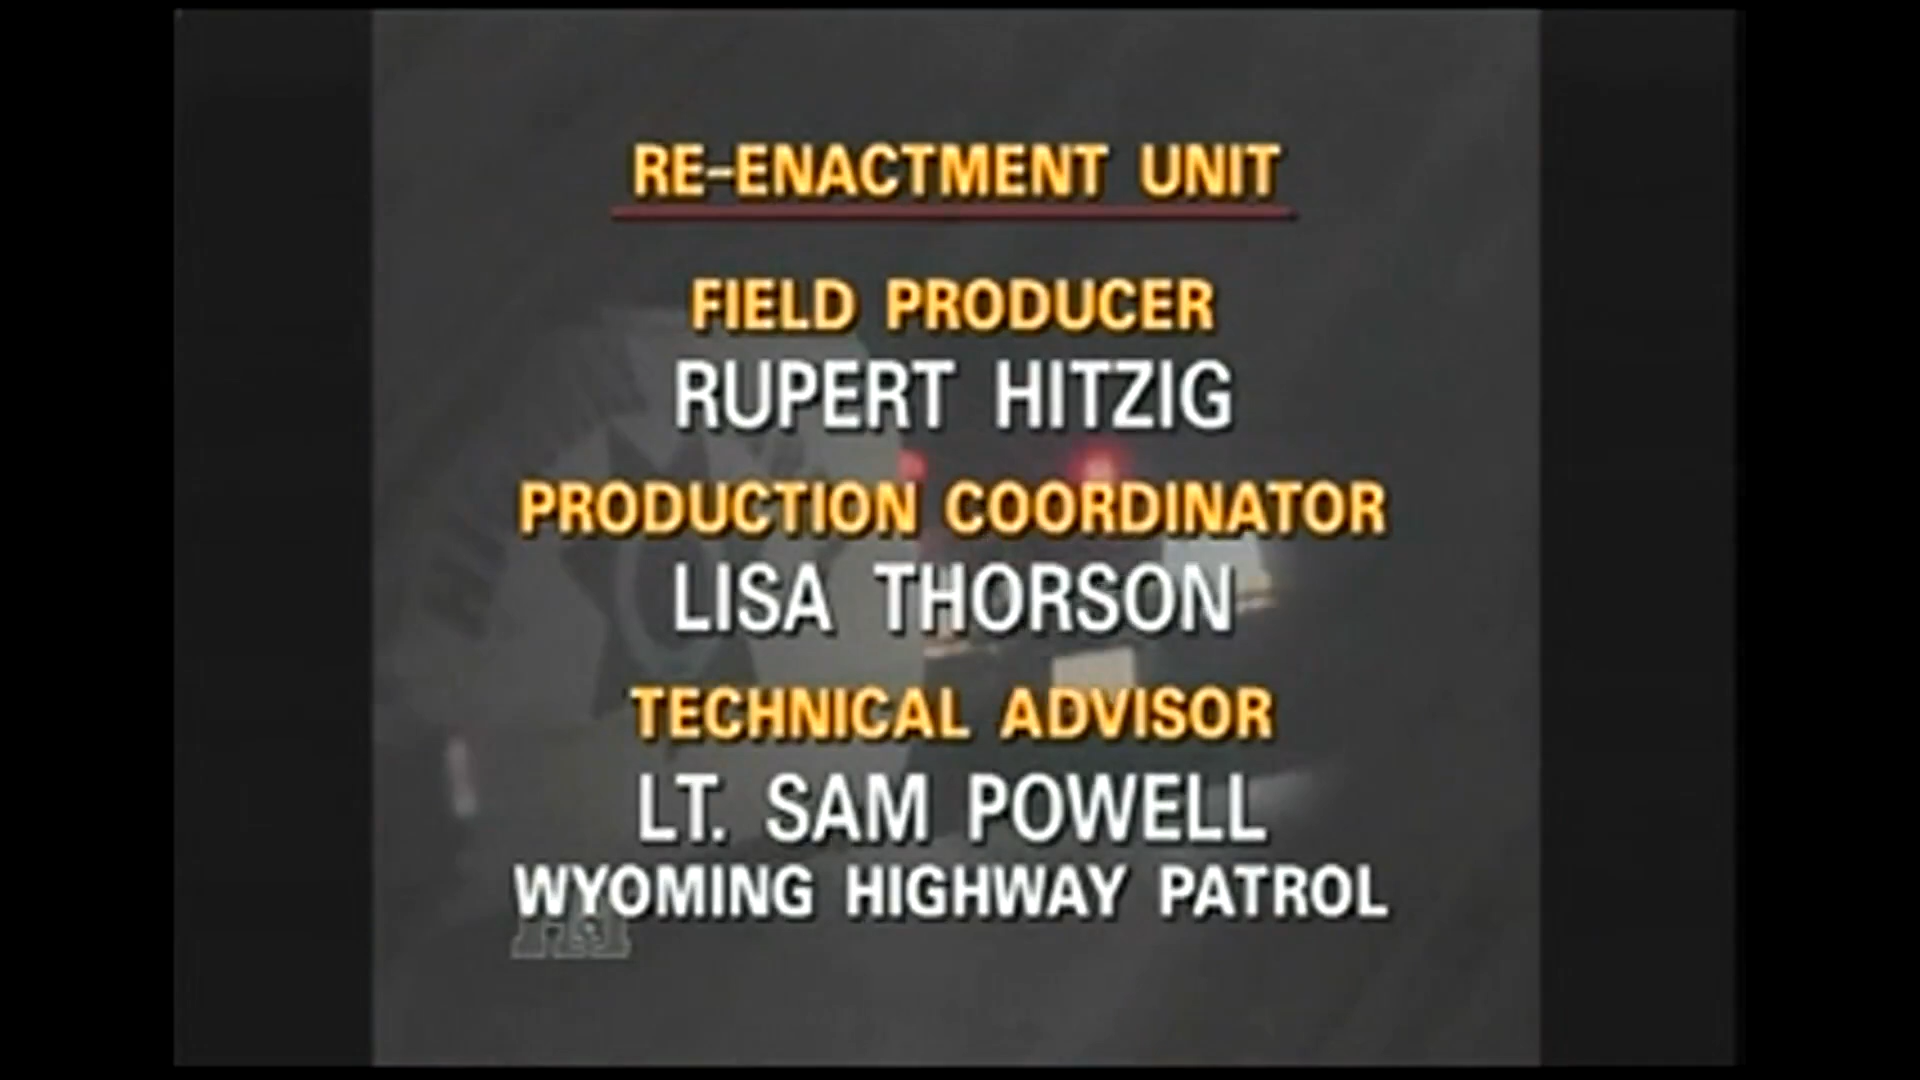 RE-ENACTMENT UNIT
FIELD PRODUCER
RUPERT HITZIG
PRODUCTION COORDINATOR
LISA THORSON
TECHNICAL ADVISOR
LT. SAM POWELL
WYOMING HIGHWAY PATROL